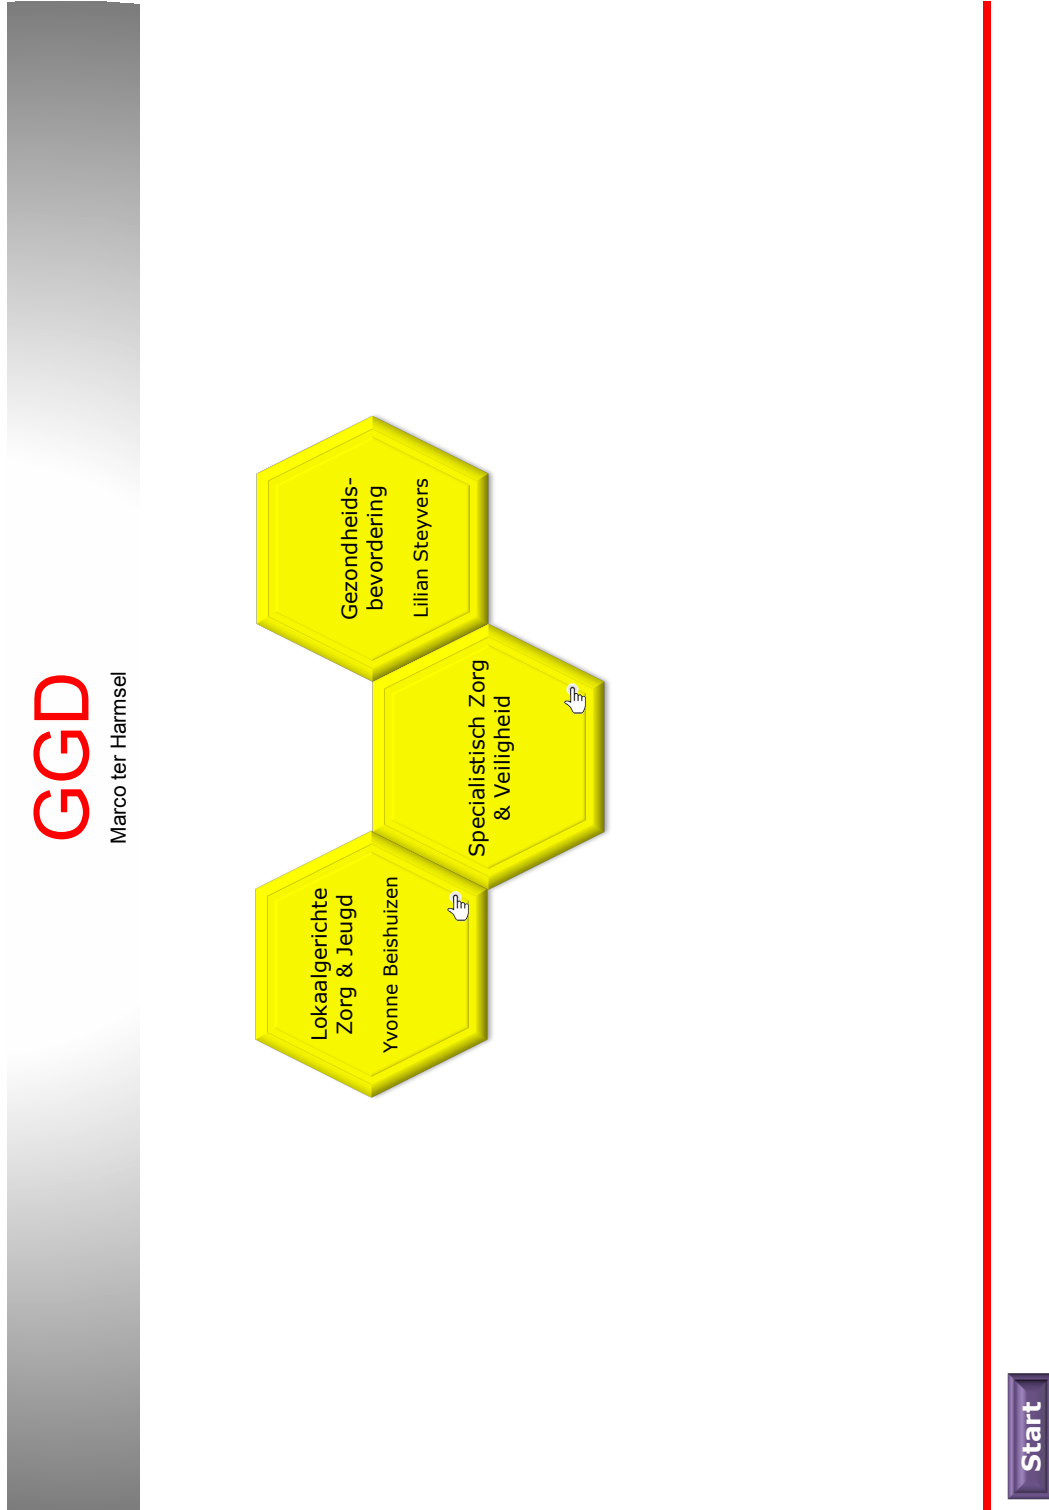 GGD
Marco ter Harmsel
Lokaalgerichte
Zorg & Jeugd
Yvonne Beishuizen
Specialistisch Zorg
& Veiligheid
Gezondheids-
bevordering
Lilian Steyvers
Start